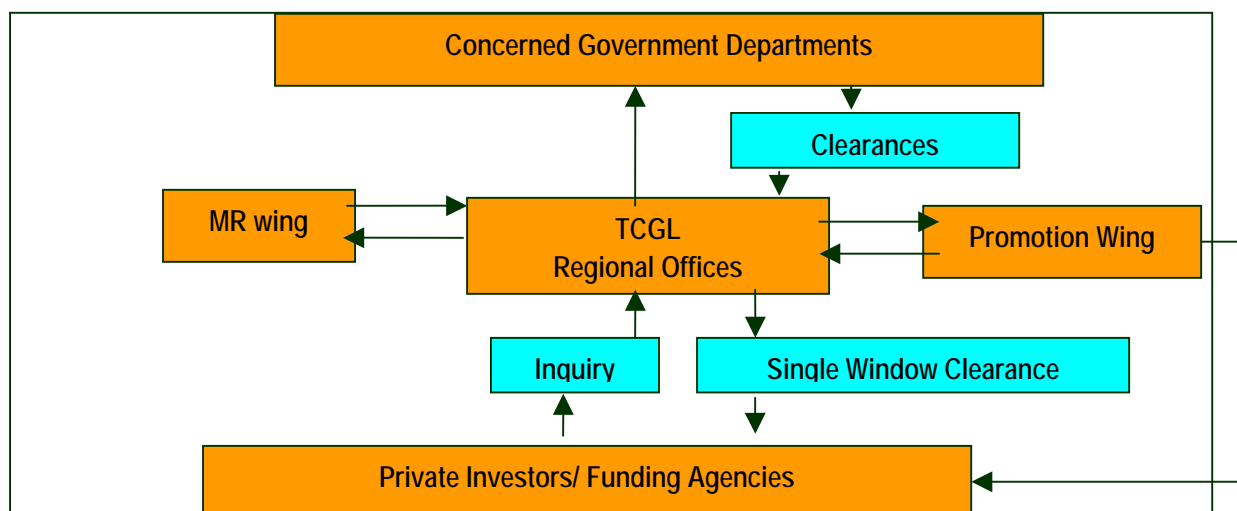 Concerned Government Departments
Clearances
MR wing
TCGL
Regional Offices
Promotion Wing
Inquiry
Single Window Clearance
Private Investors/ Funding Agencies